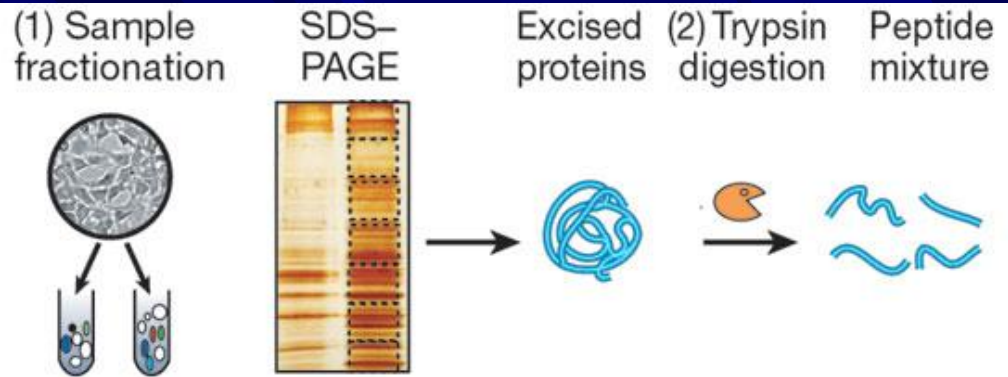 (1) Sample
fractionation
SDS–
PAGE
Excised
proteins
(2) Trypsin
digestion
Peptide
mixture